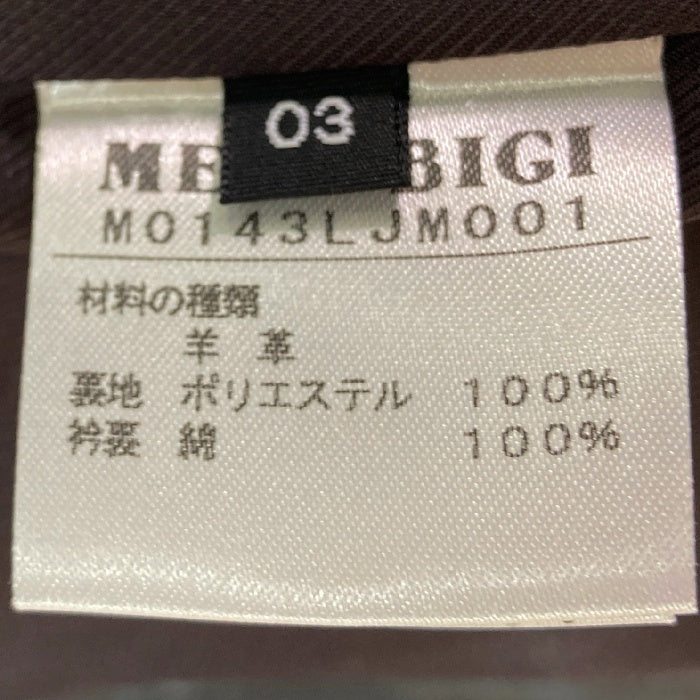 03
ME BIGI
M0143LJM001
材料の種類
羊 革
裏地 ポリエステル 100%
衿裏 綿 100%